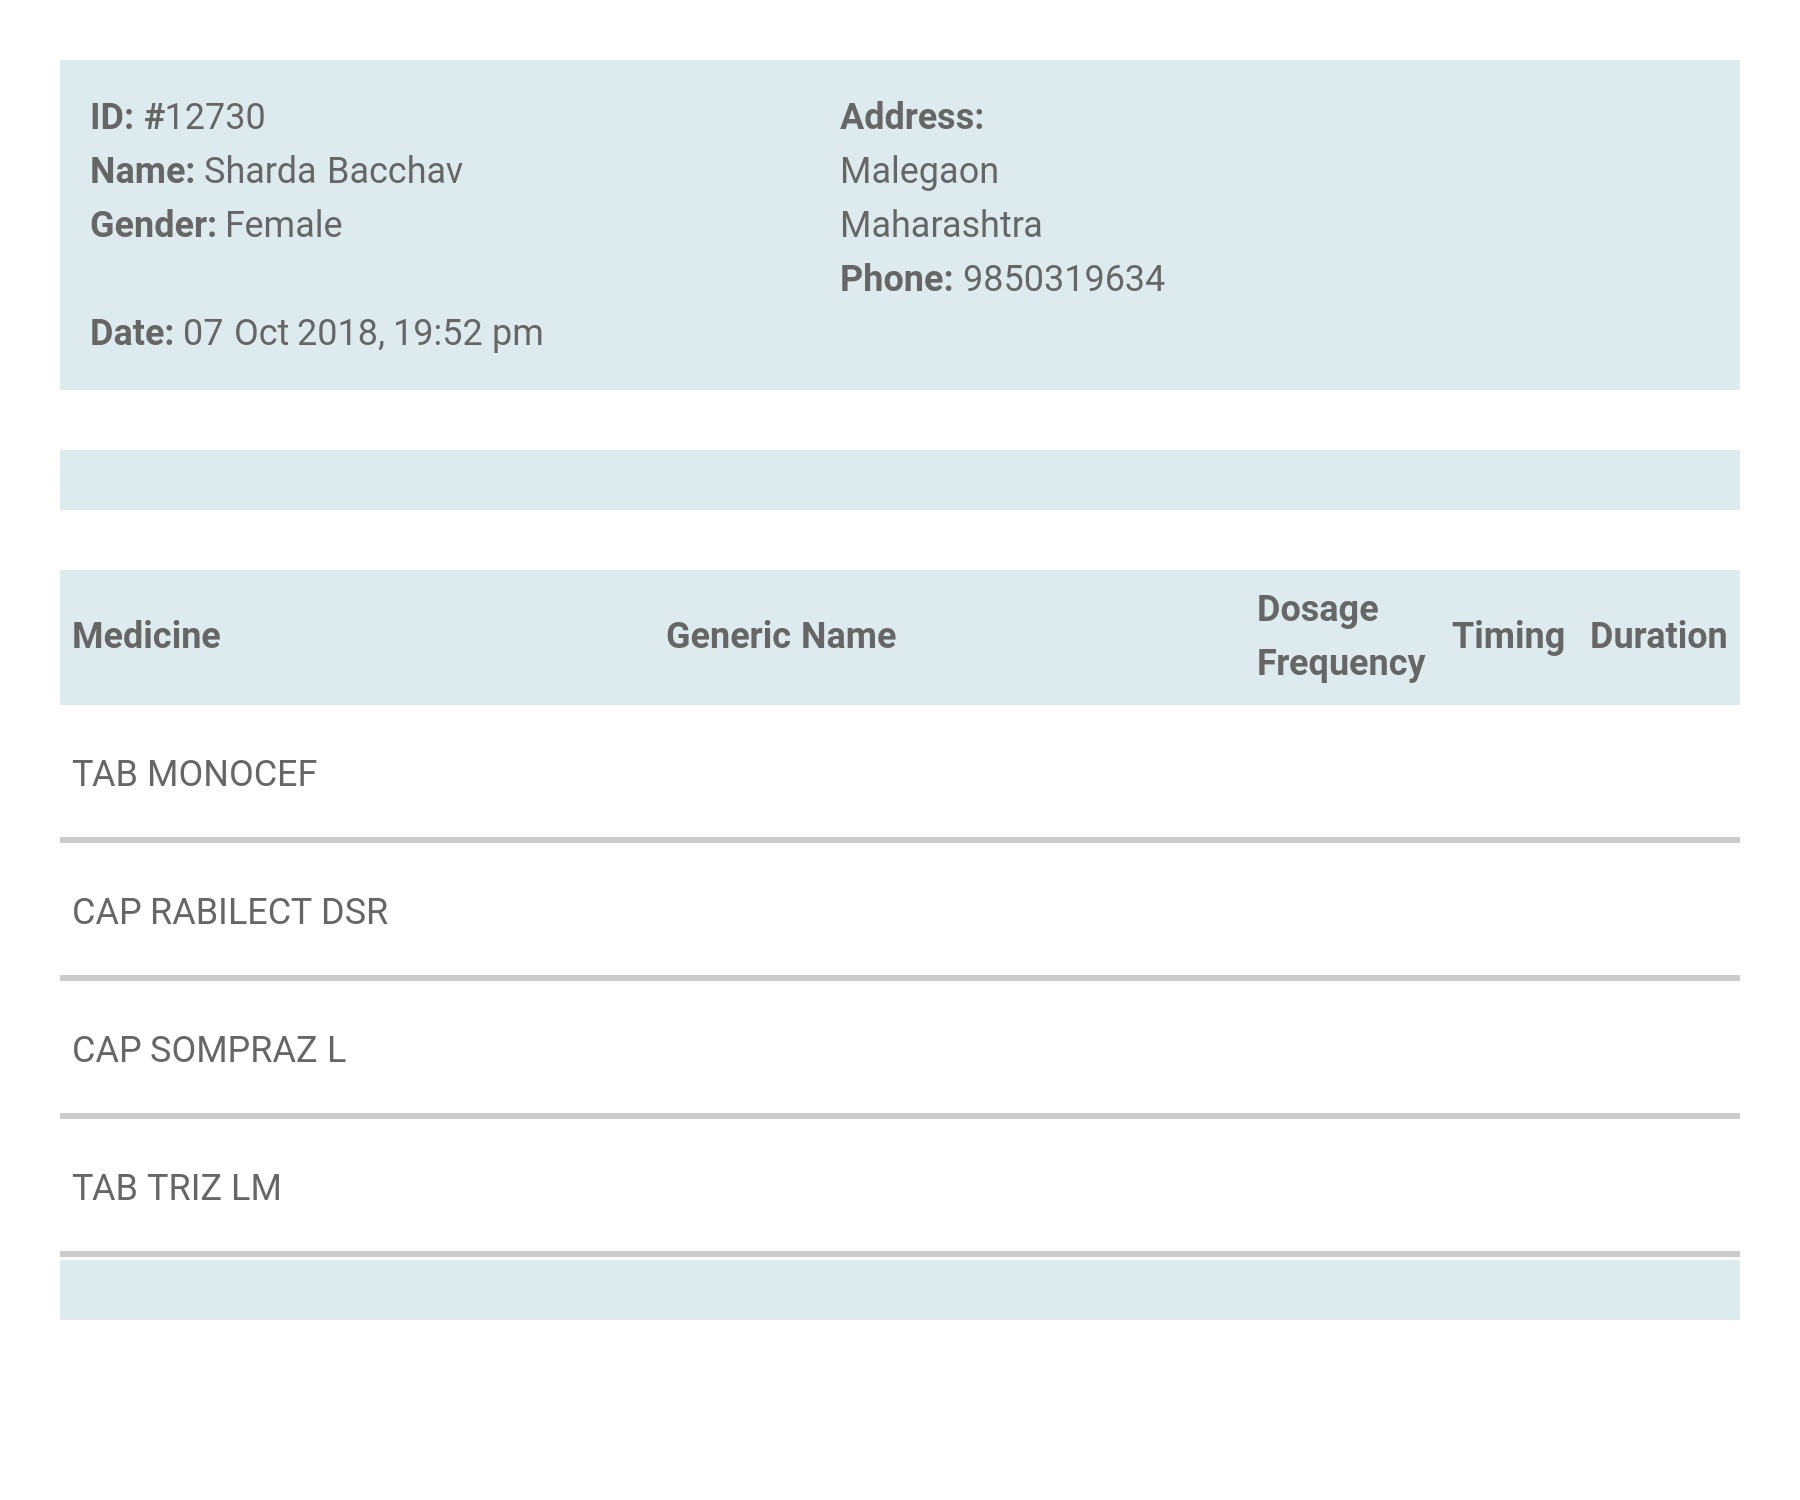 ID: #12730
Name: Sharda Bacchav
Gender: Female
Date: 07 Oct 2018, 19:52 pm
Address:
Malegaon
Maharashtra
Phone: 9850319634
Medicine Generic Name Dosage Frequency Timing Duration
TAB MONOCEF
CAP RABILECT DSR
CAP SOMPRAZ L
TAB TRIZ LM